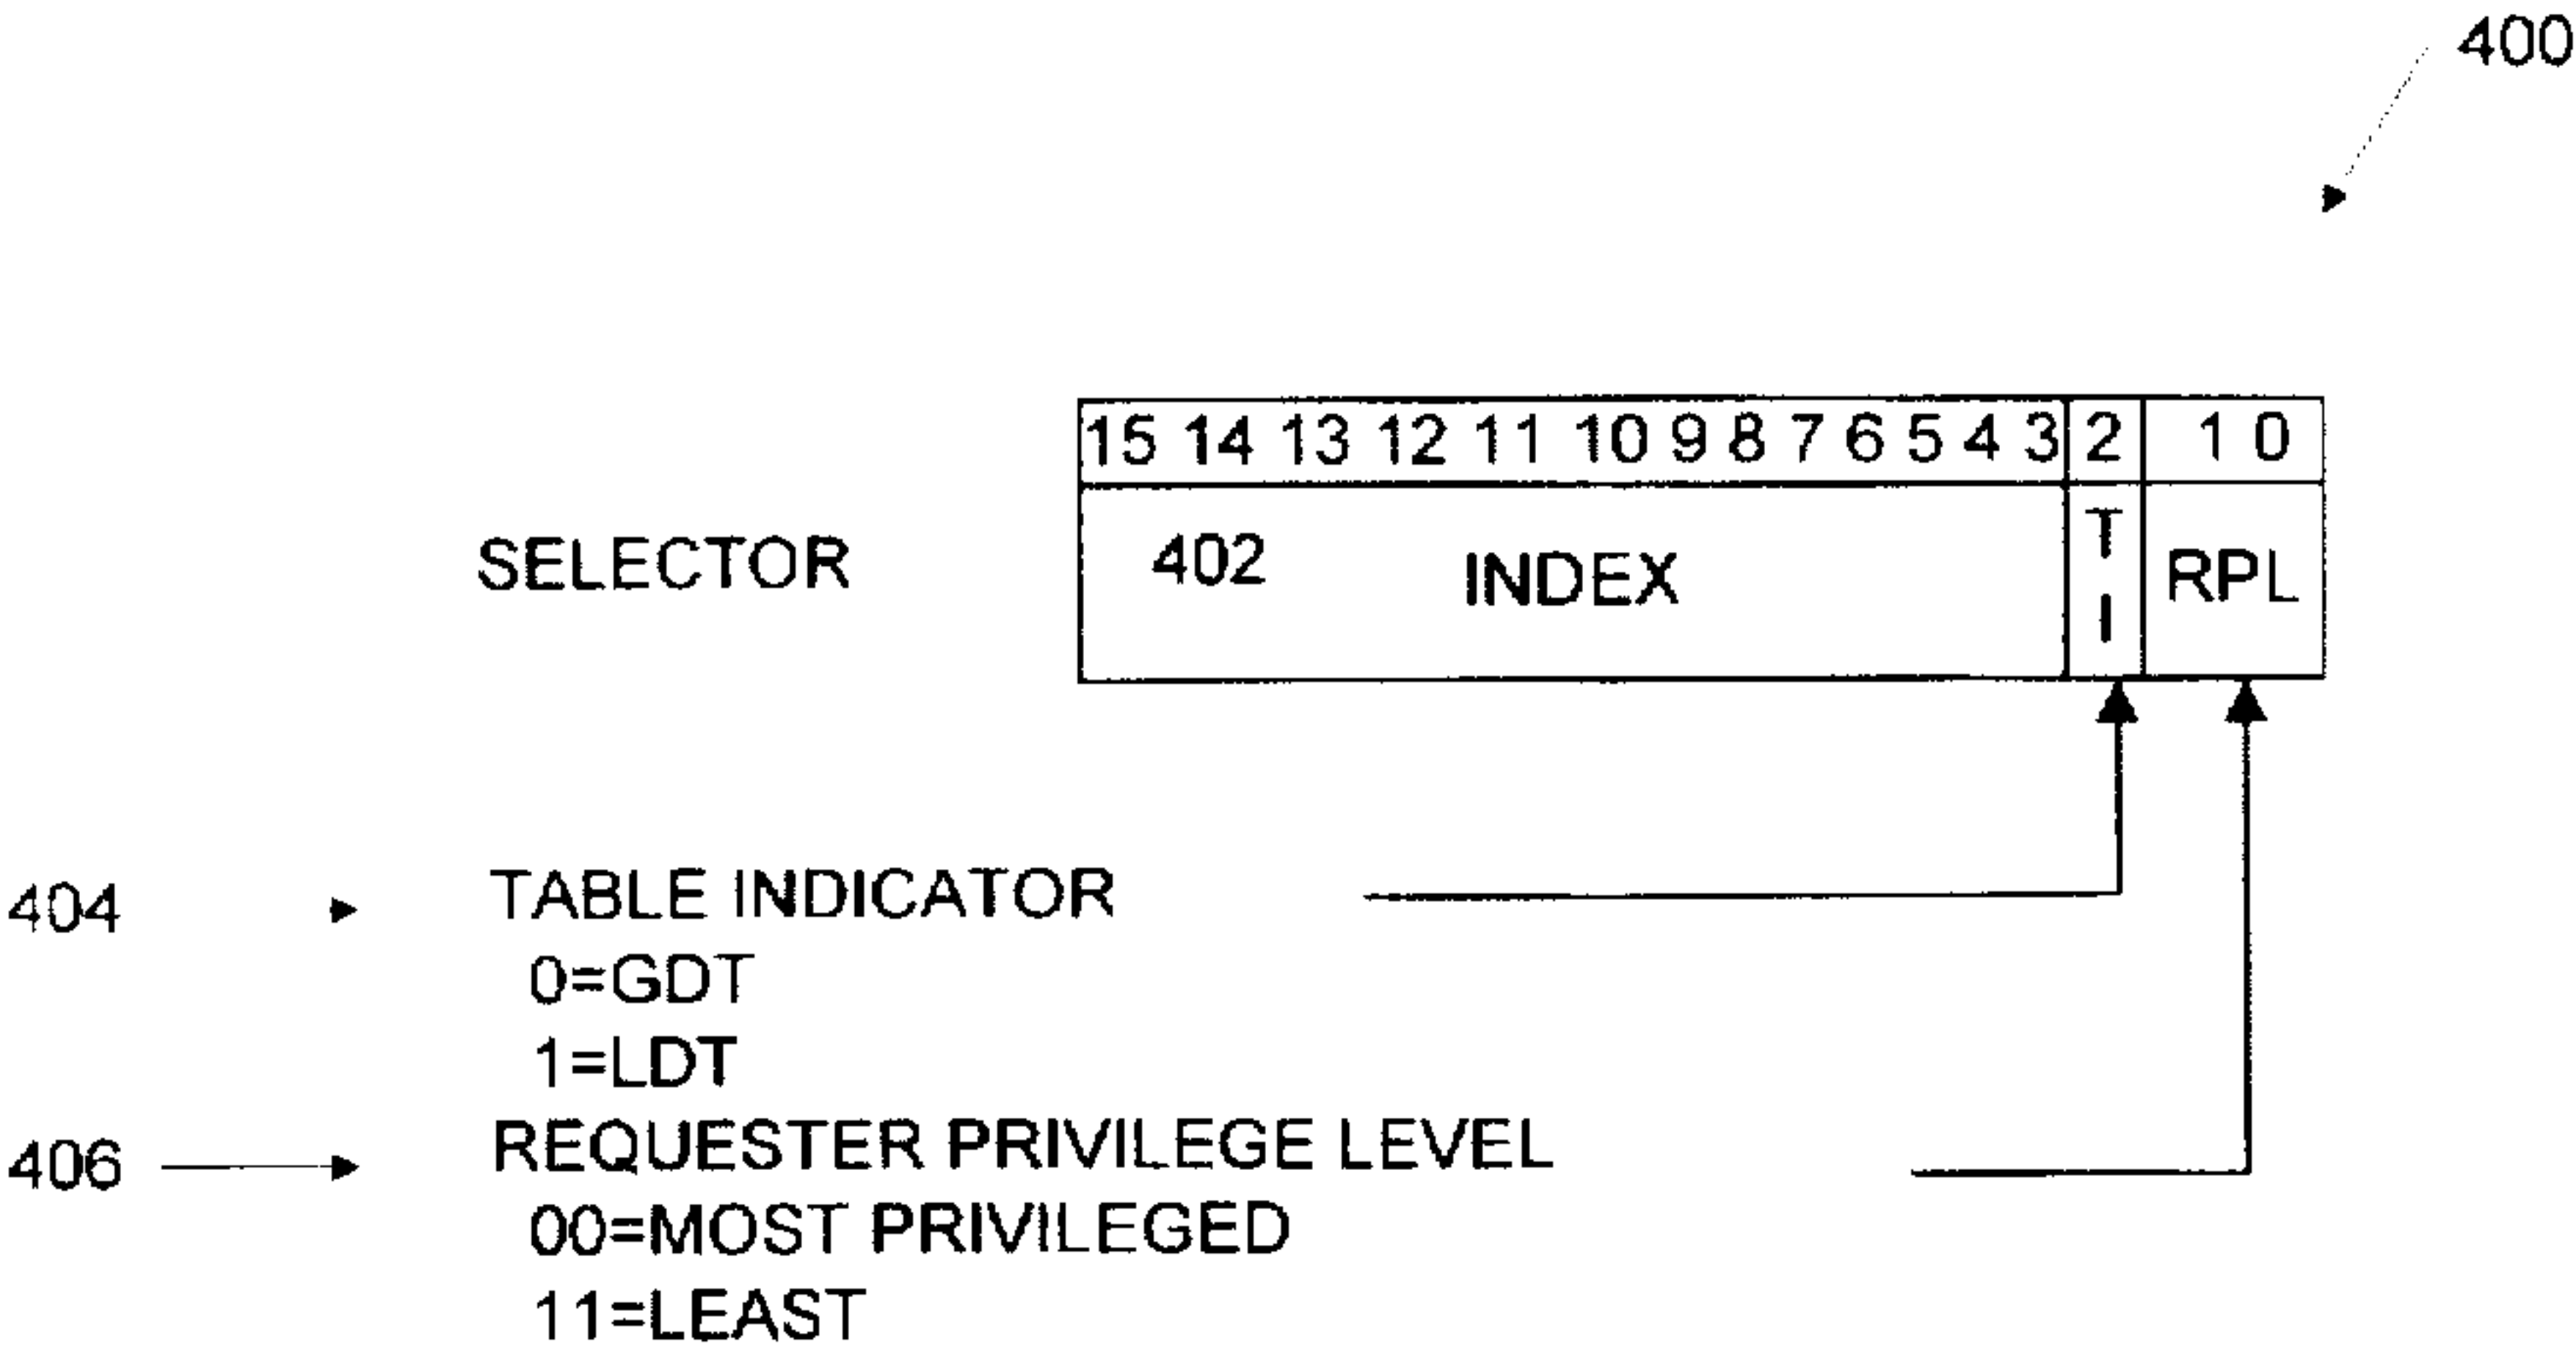 400
15 14 13 12 11 10 9 8 7 6 5 4 3 2 1 0
SELECTOR 402 INDEX TI RPL
404 TABLE INDICATOR
0=GDT
1=LDT
406 REQUESTER PRIVILEGE LEVEL
00=MOST PRIVILEGED
11=LEAST